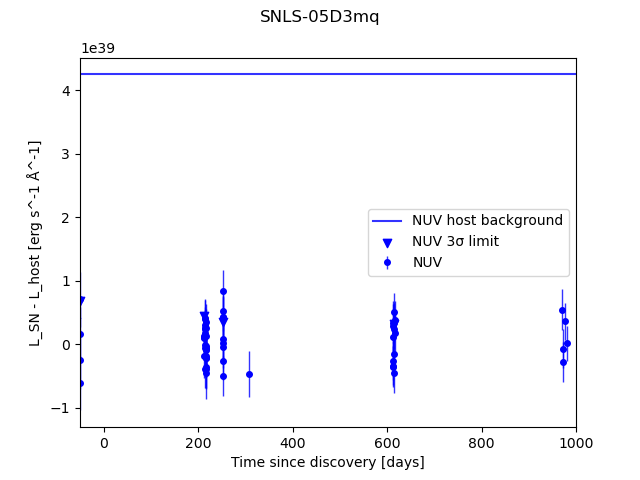 SNLS-05D3mq
1e39
4
3
2
1
0
−1
L_SN - L_host [erg s^-1 Å^-1]
NUV host background
NUV 3σ limit
NUV
0 200 400 600 800 1000
Time since discovery [days]